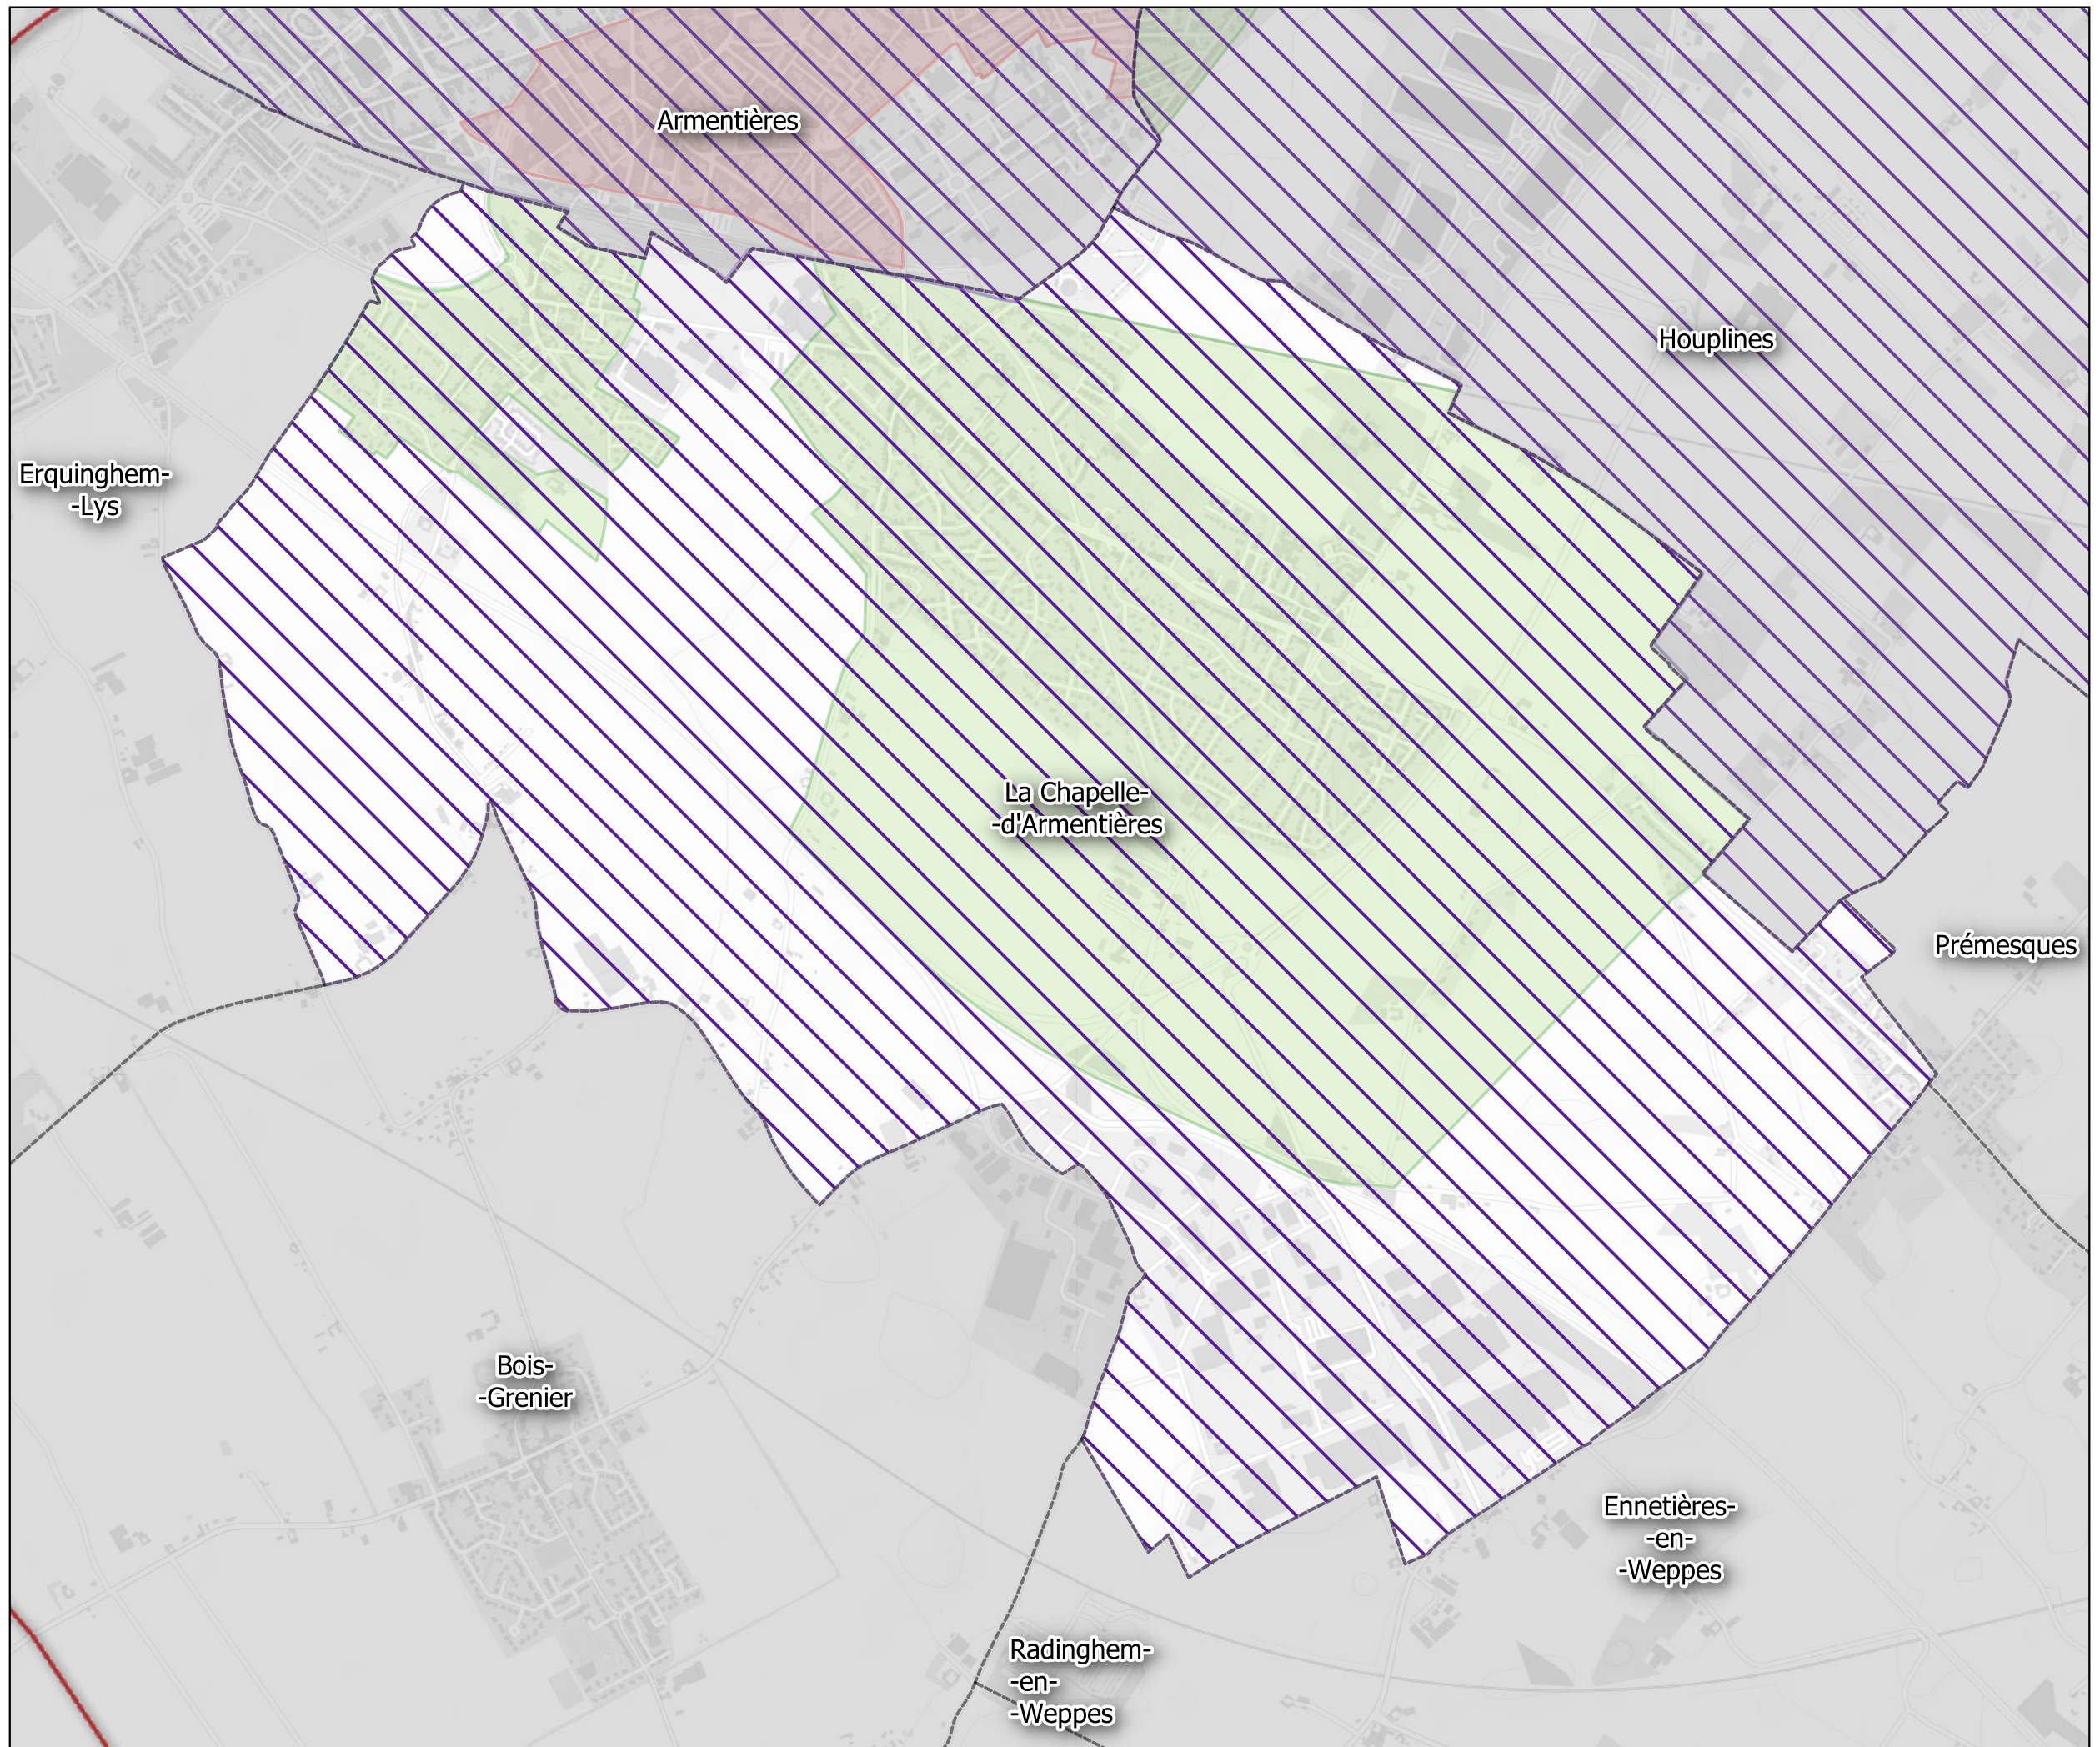 Armentières
Houplines
Erquinghem-
-Lys
La Chapelle-
-d'Armentières
Prémesques
Bois-
-Grenier
Ennetières-
-en-
-Weppes
Radinghem-
-en-
-Weppes